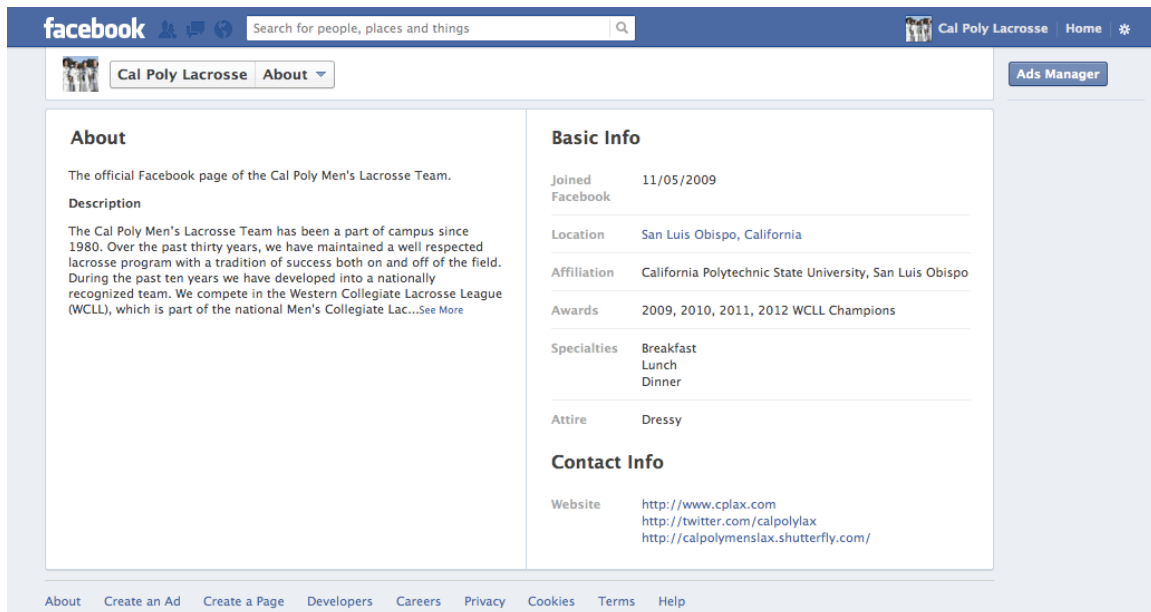 facebook
Search for people, places and things
Cal Poly Lacrosse
Home
Cal Poly Lacrosse
About
Ads Manager
About
The official Facebook page of the Cal Poly Men's Lacrosse Team.
Description
The Cal Poly Men's Lacrosse Team has been a part of campus since
1980. Over the past thirty years, we have maintained a well respected
lacrosse program with a tradition of success both on and off of the field.
During the past ten years we have developed into a nationally
recognized team. We compete in the Western Collegiate Lacrosse League
(WCLL), which is part of the national Men's Collegiate Lac...See More
Basic Info
Joined
Facebook
11/05/2009
Location
San Luis Obispo, California
Affiliation
California Polytechnic State University, San Luis Obispo
Awards
2009, 2010, 2011, 2012 WCLL Champions
Specialties
Breakfast
Lunch
Dinner
Attire
Dressy
Contact Info
Website
http://www.cplax.com
http://twitter.com/calpolylax
http://calpolymenslax.shutterfly.com/
About Create an Ad Create a Page Developers Careers Privacy Cookies Terms Help